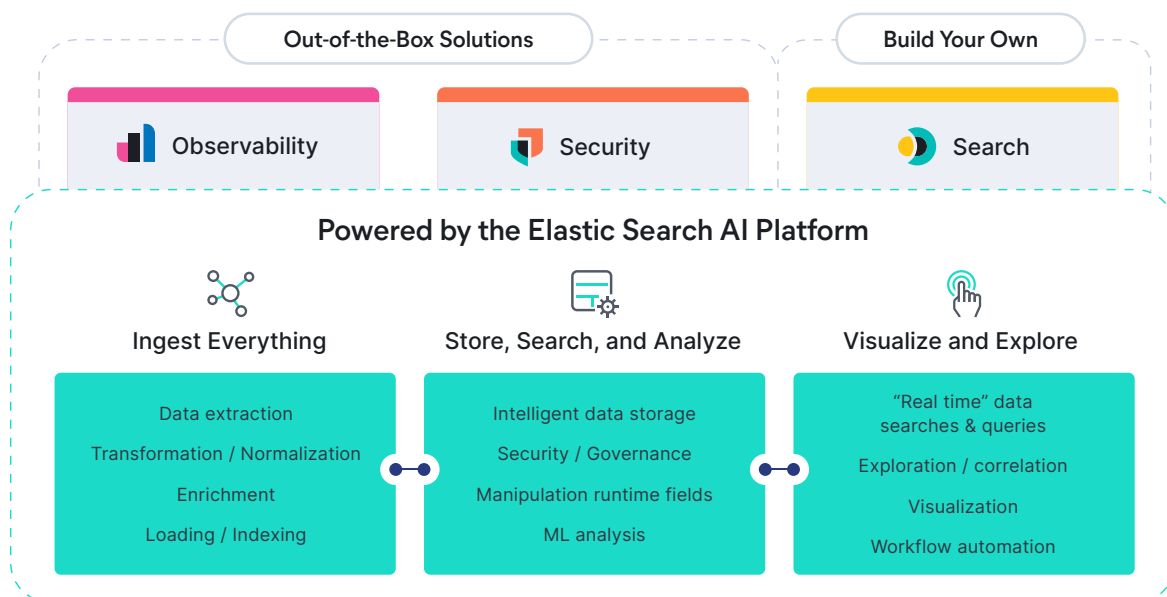 Out-of-the-Box Solutions
Build Your Own
Observability
Security
Search
Powered by the Elastic Search AI Platform
Ingest Everything
Data extraction
Transformation / Normalization
Enrichment
Loading / Indexing
Store, Search, and Analyze
Intelligent data storage
Security / Governance
Manipulation runtime fields
ML analysis
Visualize and Explore
“Real time” data
searches & queries
Exploration / correlation
Visualization
Workflow automation